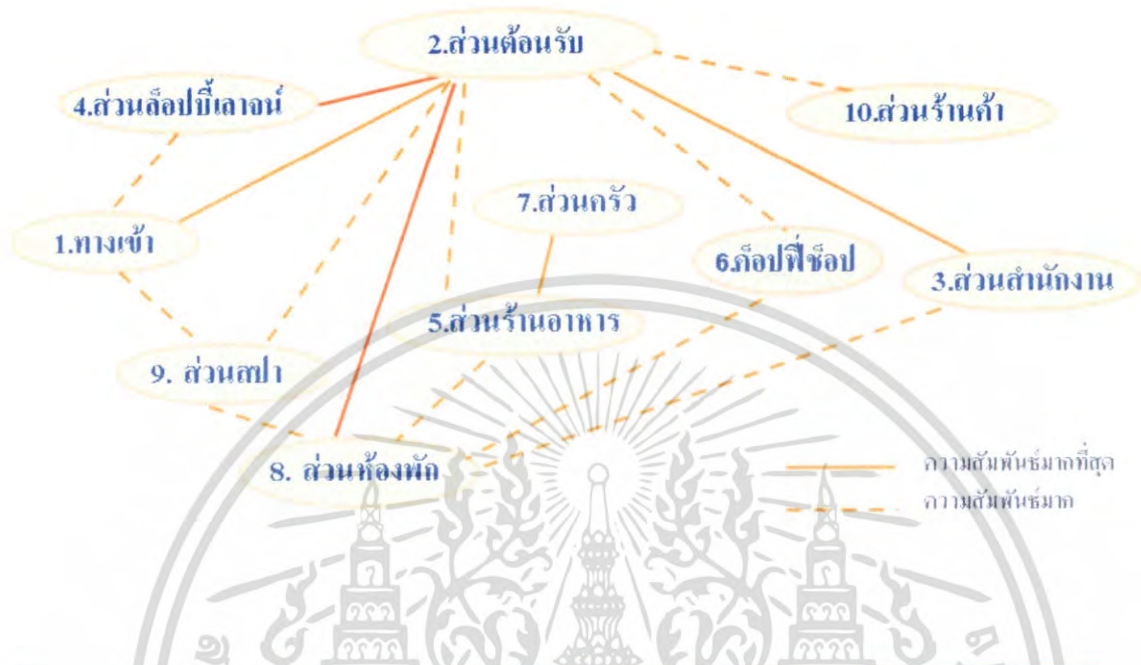 2.ส่วนต้อนรับ
4.ส่วนล็อปบี้เลาจน์
10.ส่วนร้านค้า
7.ส่วนครัว
1.ทางเข้า
6.ค็อปฟี่ช็อป
3.ส่วนสำนักงาน
5.ส่วนร้านอาหาร
9. ส่วนสปา
8. ส่วนห้องพัก
ความสัมพันธ์มากที่สุด
ความสัมพันธ์มาก